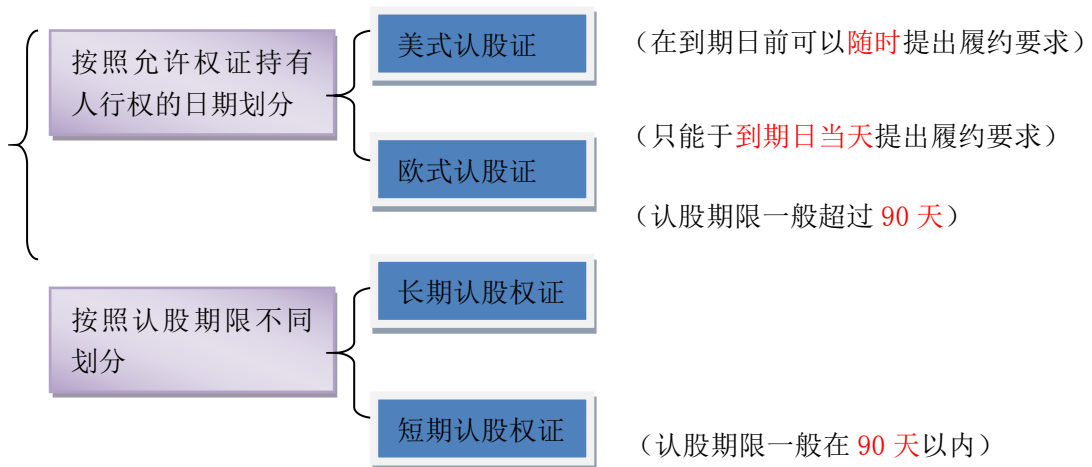 按照允许权证持有
人行权的日期划分
美式认股证
（在到期日前可以随时提出履约要求）
欧式认股证
（只能于到期日当天提出履约要求）
（认股期限一般超过 90 天）
按照认股期限不同
划分
长期认股权证
短期认股权证
（认股期限一般在 90 天以内）